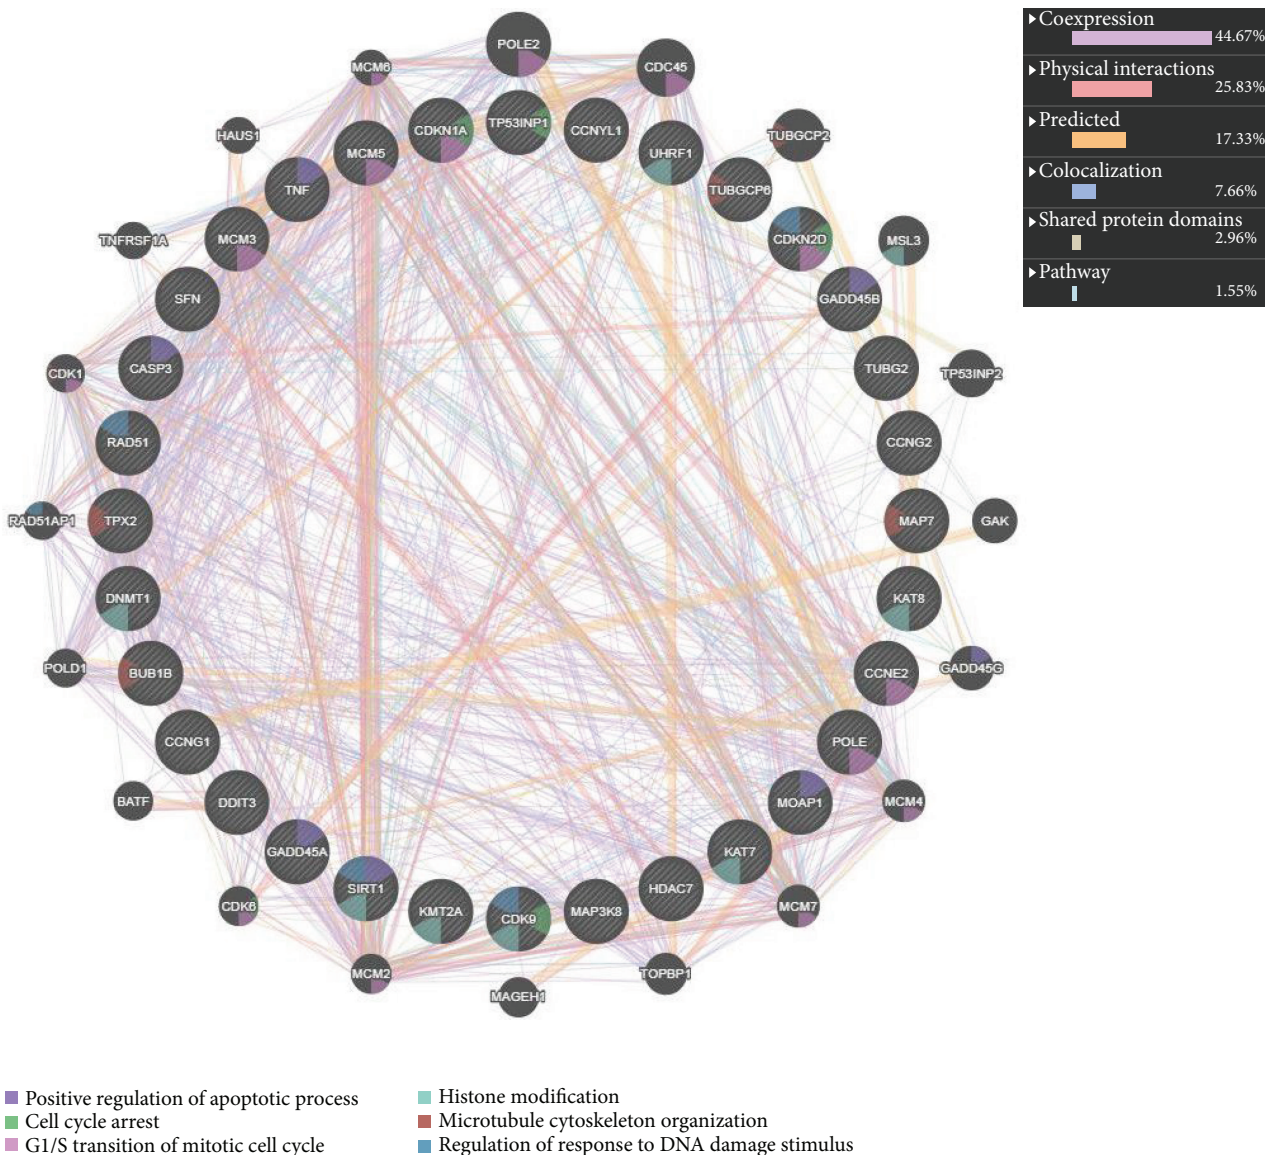 POLE2
MCM6
CDC45
Coexpression
44.67%
Physical interactions
25.83%
Predicted
17.33%
Colocalization
7.66%
Shared protein domains
2.96%
Pathway
1.55%
HAUS1
CDKN1A
TP53INP1
CCNYL1
TUBGCP2
MCM5
UHRF1
TNF
TUBGCP6
TNFRSF1A
MCM3
CDKN2D
MSL3
SFN
GADD45B
CDK1
CASP3
TUBG2
TP53INP2
RAD51
CCNG2
RAD51AP1
TPX2
MAP7
GAK
DNMT1
KAT8
POLD1
BUB1B
CCNE2
GADD45G
CCNG1
POLE
BATF
DDIT3
MOAP1
MCM4
GADD45A
KAT7
CDK6
SIRT1
KMT2A
CDK9
MAP3K8
HDAC7
MCM7
MCM2
MAGEH1
TOPBP1
Positive regulation of apoptotic process
Cell cycle arrest
G1/S transition of mitotic cell cycle
Histone modification
Microtubule cytoskeleton organization
Regulation of response to DNA damage stimulus